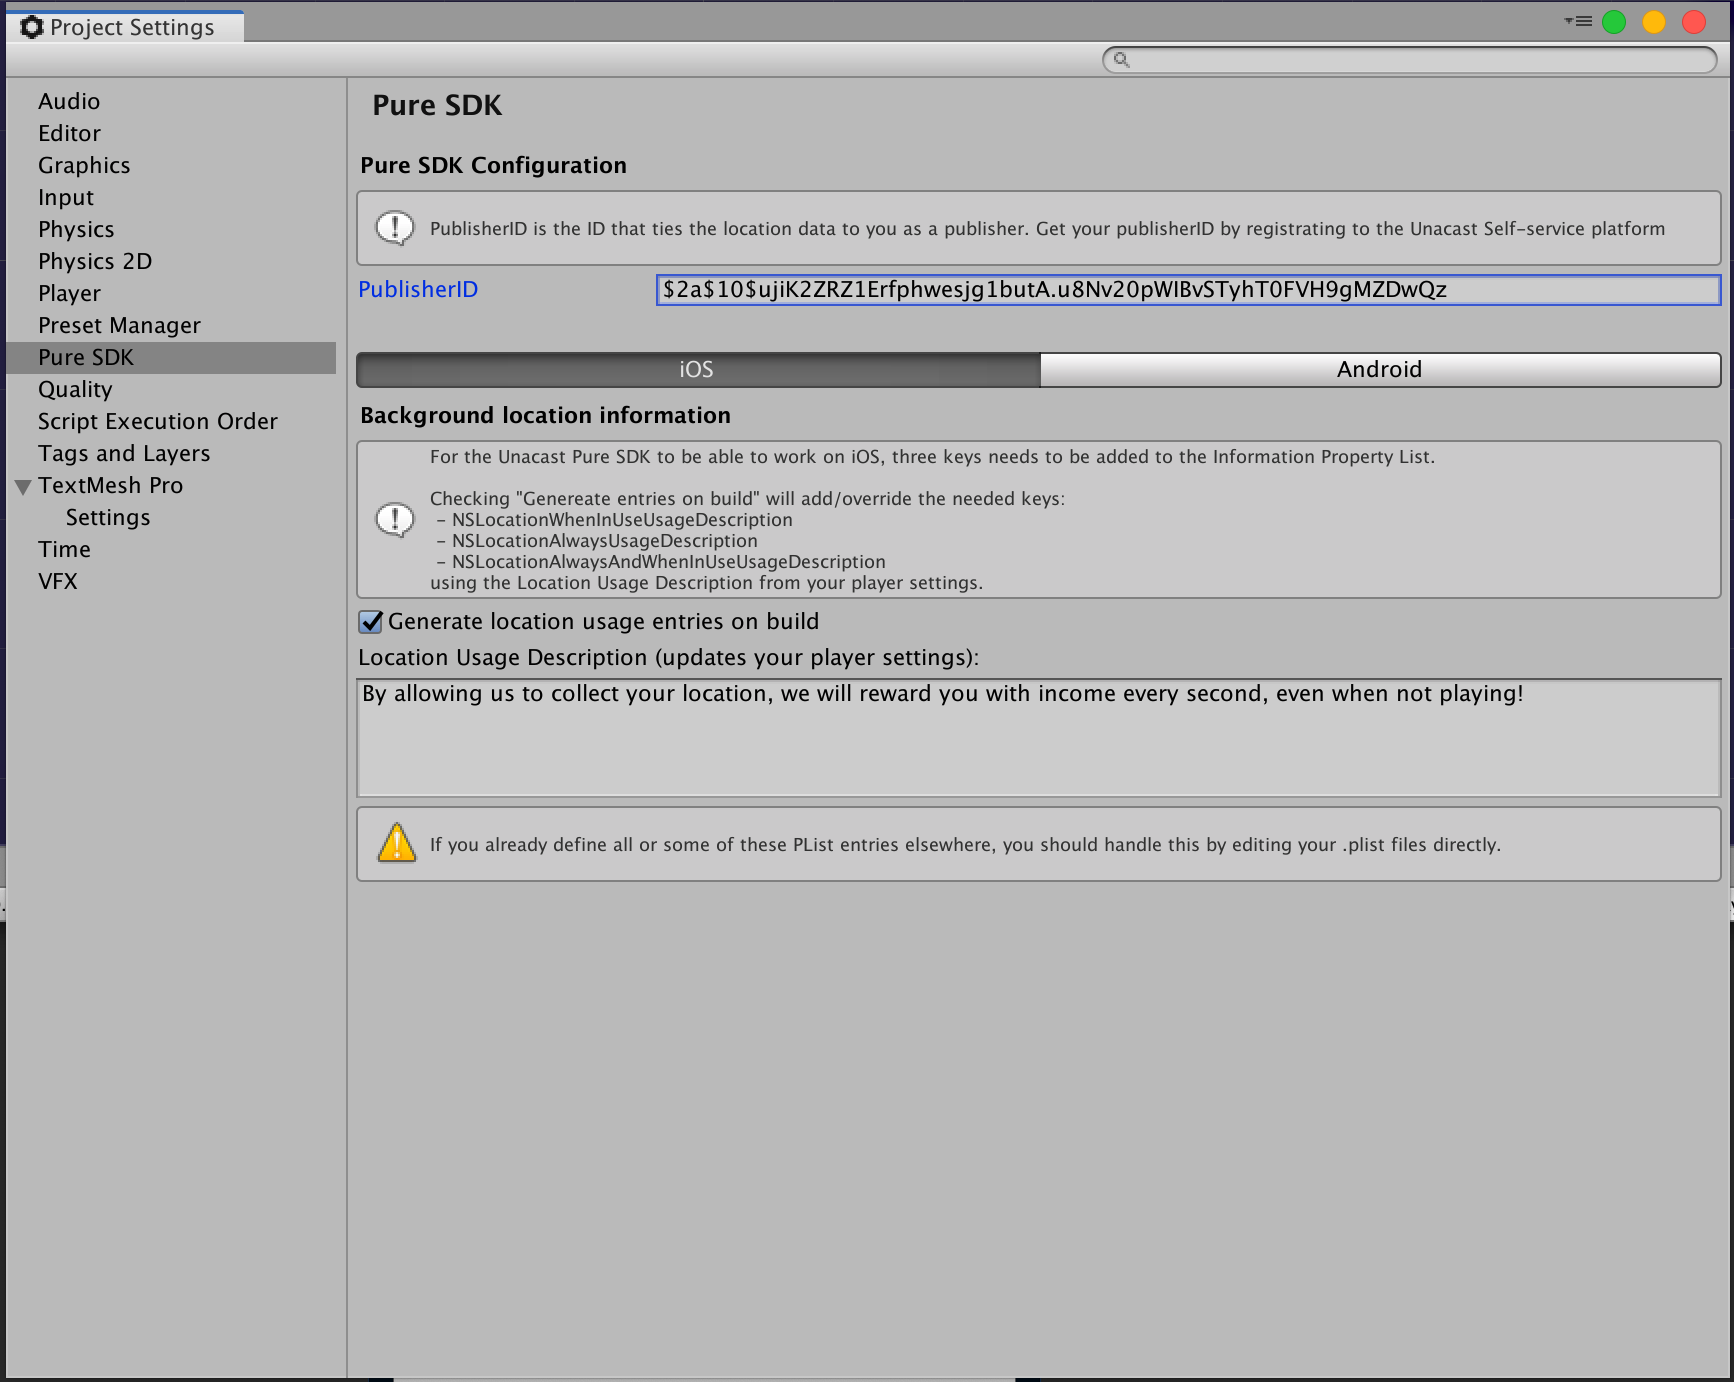 Project Settings
Audio
Editor
Graphics
Input
Physics
Physics 2D
Player
Preset Manager
Pure SDK
Quality
Script Execution Order
Tags and Layers
TextMesh Pro
Settings
Time
VFX
Pure SDK
Pure SDK Configuration
PublisherID is the ID that ties the location data to you as a publisher. Get your publisherID by registrating to the Unacast Self-service platform
PublisherID
$2a$10$ujiK2ZRZ1Erfphwesjg1butA.u8Nv20pWIBvSTyhT0FVH9gMZDwQz
iOS
Android
Background location information
For the Unacast Pure SDK to be able to work on iOS, three keys needs to be added to the Information Property List.
Checking "Genereate entries on build" will add/override the needed keys:
- NSLocationWhenInUseUsageDescription
- NSLocationAlwaysUsageDescription
- NSLocationAlwaysAndWhenInUseUsageDescription
using the Location Usage Description from your player settings.
Generate location usage entries on build
Location Usage Description (updates your player settings):
By allowing us to collect your location, we will reward you with income every second, even when not playing!
If you already define all or some of these PList entries elsewhere, you should handle this by editing your .plist files directly.